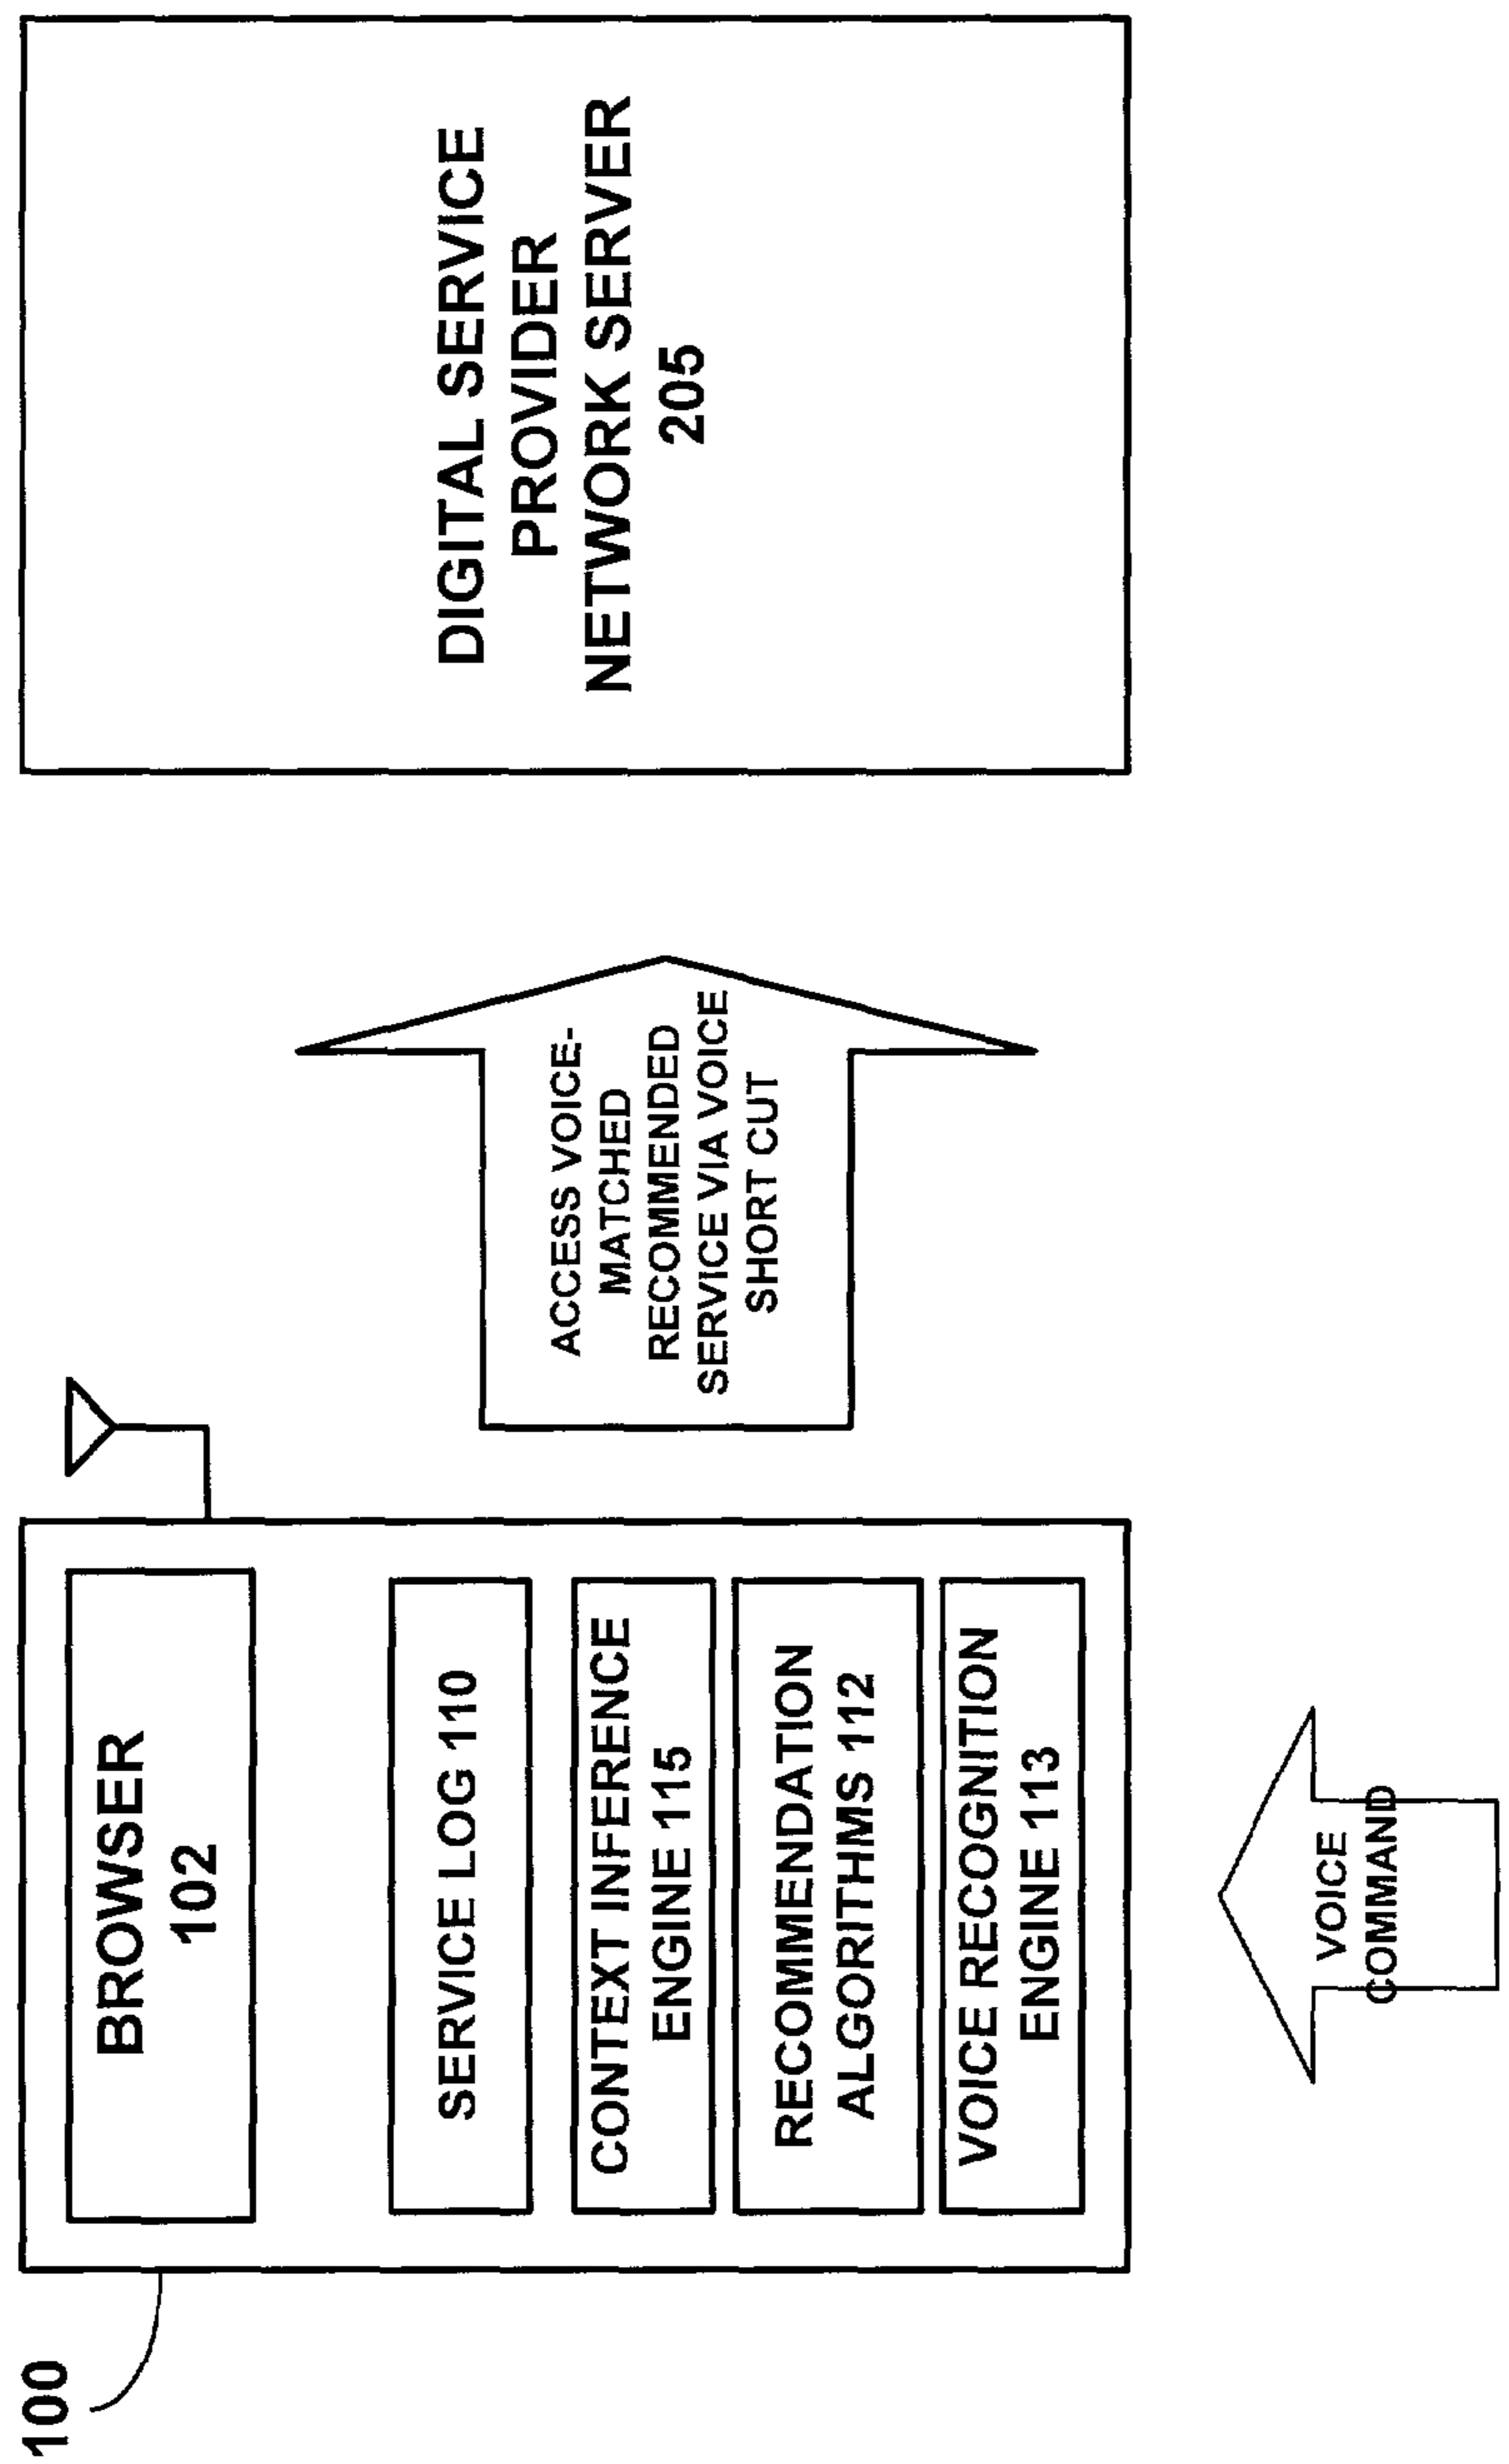 100
BROWSER
102
SERVICE LOG 110
CONTEXT INFERENCE
ENGINE 115
RECOMMENDATION
ALGORITHMS 112
VOICE RECOGNITION
ENGINE 113
VOICE
COMMAND
ACCESS VOICE-
MATCHED
RECOMMENDED
SERVICE VIA VOICE
SHORT CUT
DIGITAL SERVICE
PROVIDER
NETWORK SERVER
205